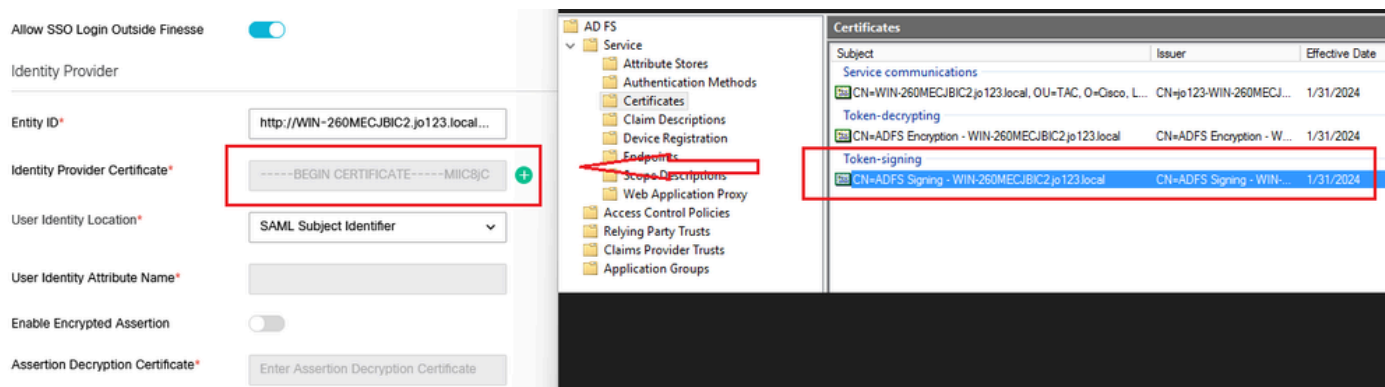 Allow SSO Login Outside Finesse
Identity Provider
Entity ID*
http://WIN-260MECJBIC2.jo123.local...
Identity Provider Certificate*
-----BEGIN CERTIFICATE-----MIIC8jC
User Identity Location*
SAML Subject Identifier
User Identity Attribute Name*
Enable Encrypted Assertion
Assertion Decryption Certificate*
Enter Assertion Decryption Certificate
AD FS
Service
Attribute Stores
Authentication Methods
Certificates
Claim Descriptions
Device Registration
Endpoints
Scope Descriptions
Web Application Proxy
Access Control Policies
Relying Party Trusts
Claims Provider Trusts
Application Groups
Certificates
Subject Issuer Effective Date
Service communications
CN=WIN-260MECJBIC2.jo123.local, OU=TAC, O=Cisco, L... CN=jo123-WIN-260MECJ... 1/31/2024
Token-decrypting
CN=ADFS Encryption - WIN-260MECJBIC2.jo123.local CN=ADFS Encryption - W... 1/31/2024
Token-signing
CN=ADFS Signing - WIN-260MECJBIC2.jo123.local CN=ADFS Signing - WIN-... 1/31/2024